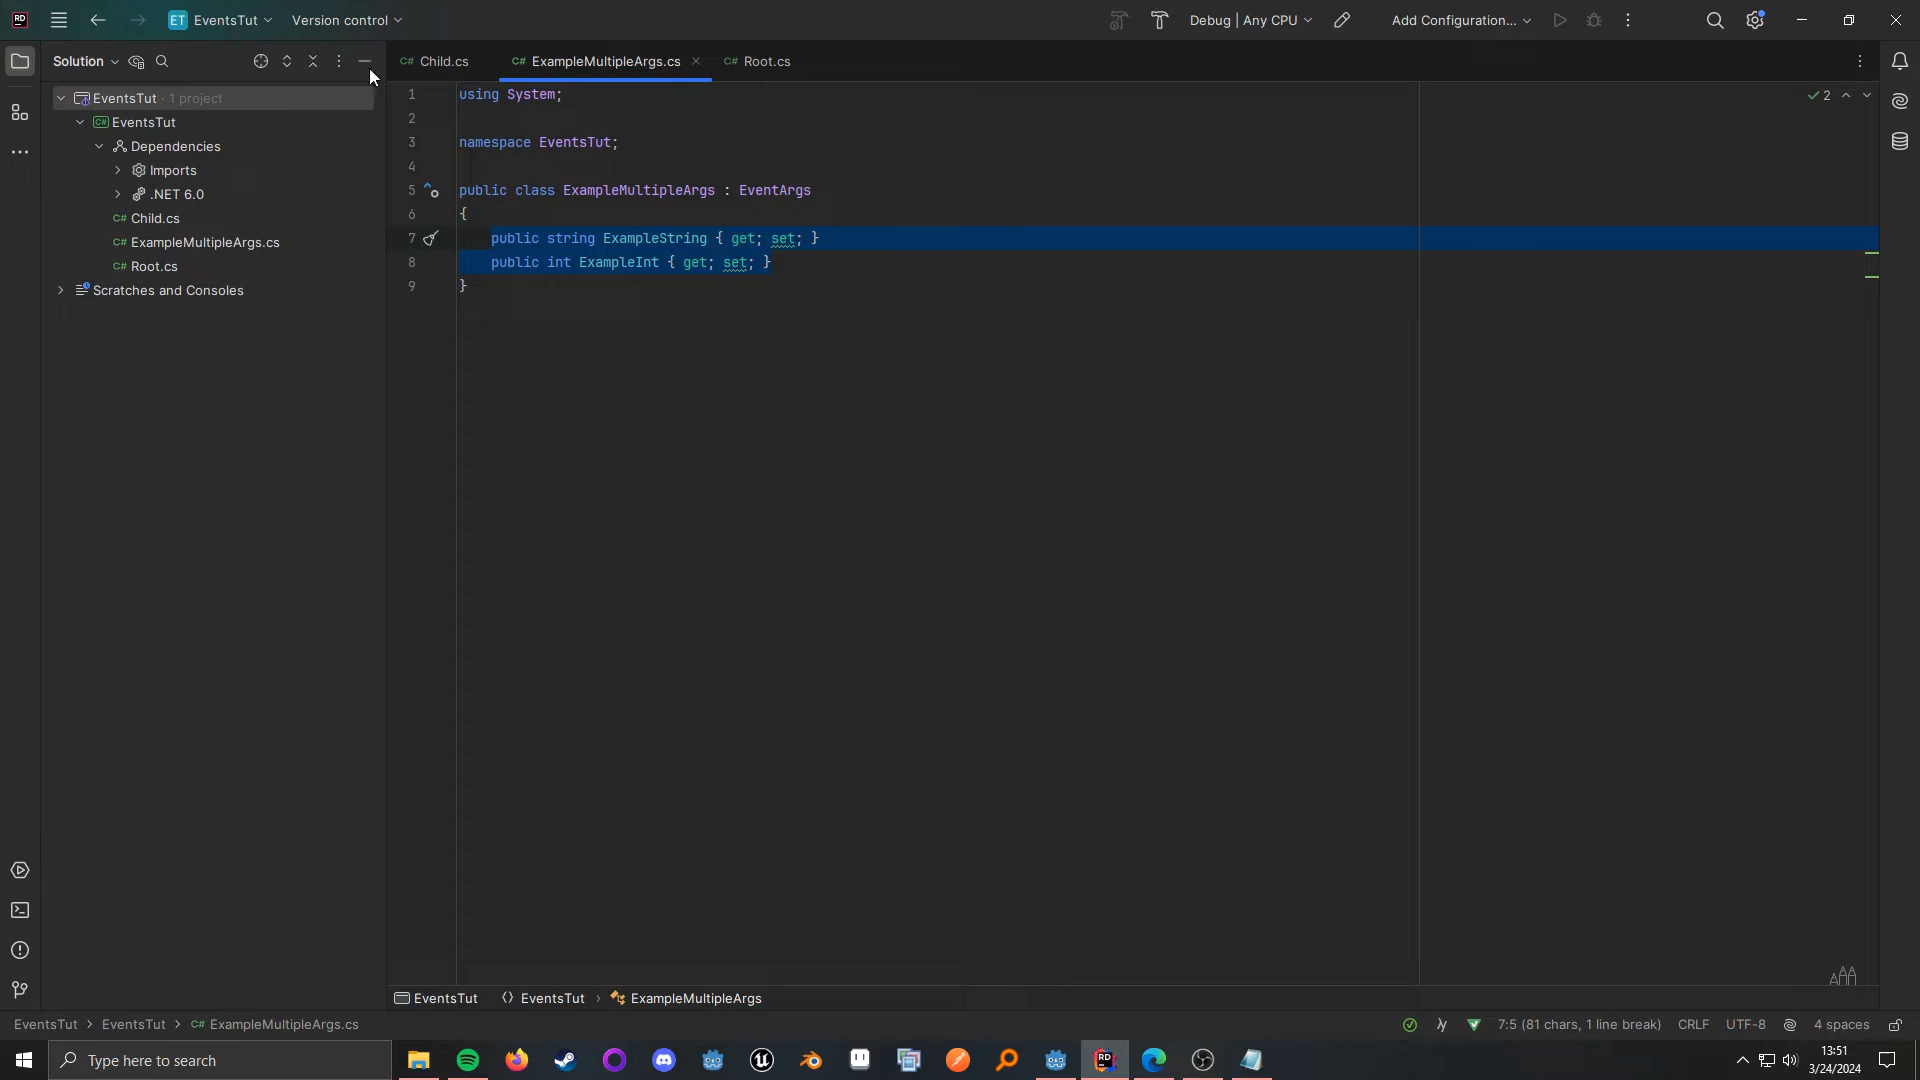 RD
ET EventsTut
Version control
Debug | Any CPU
Add Configuration...
Solution
C# Child.cs
C# ExampleMultipleArgs.cs
C# Root.cs
EventsTut · 1 project
C# EventsTut
Dependencies
Imports
.NET 6.0
C# Child.cs
C# ExampleMultipleArgs.cs
C# Root.cs
Scratches and Consoles
1 using System;
2
3 namespace EventsTut;
4
5 public class ExampleMultipleArgs : EventArgs
6 {
7 public string ExampleString { get; set; }
8 public int ExampleInt { get; set; }
9 }
2
EventsTut
EventsTut
ExampleMultipleArgs
EventsTut > EventsTut > C# ExampleMultipleArgs.cs
7:5 (81 chars, 1 line break)
CRLF
UTF-8
4 spaces
Type here to search
RD
13:51
3/24/2024